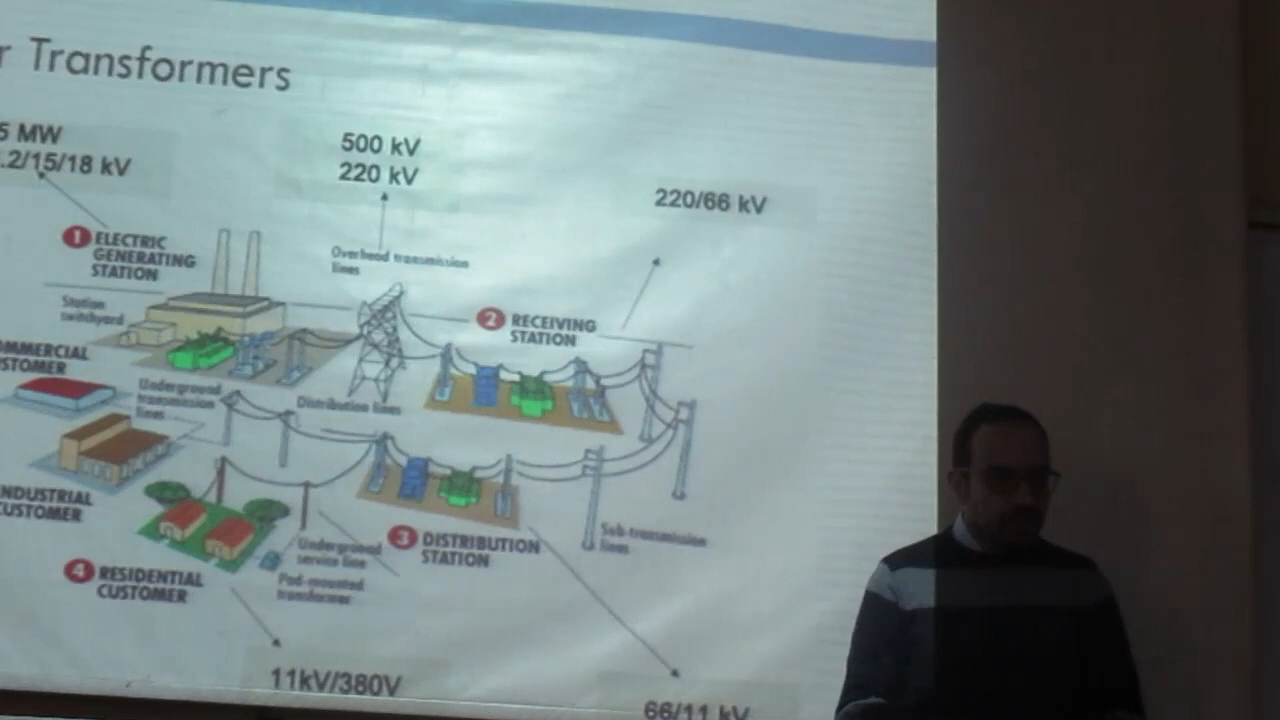 r Transformers
5 MW
.2/15/18 kV
500 kV
220 kV
220/66 kV
1 ELECTRIC
GENERATING
STATION
Overhead transmission
lines
Station
switchyard
2 RECEIVING
STATION
OMMERCIAL
STOMER
Underground
transmission
lines
Distribution lines
NDUSTRIAL
CUSTOMER
3 DISTRIBUTION
STATION
Sub-transmission
lines
Underground
service line
4 RESIDENTIAL
CUSTOMER
Pad-mounted
transformer
11kV/380V
66/11 kV